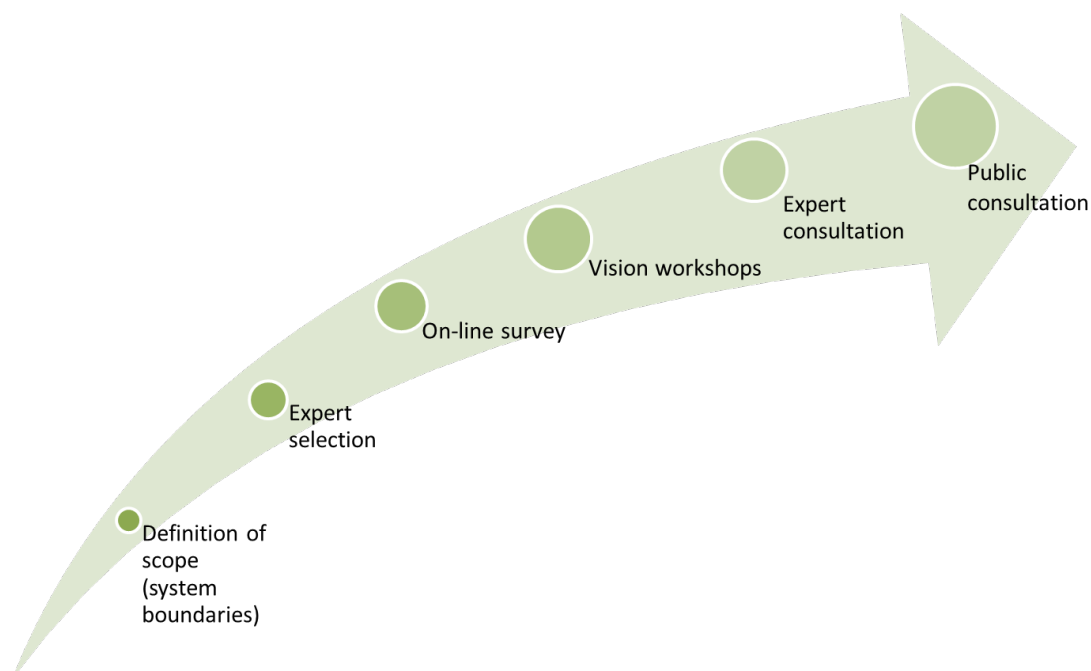 Definition of
scope
(system
boundaries)
Expert
selection
On-line survey
Vision workshops
Expert
consultation
Public
consultation